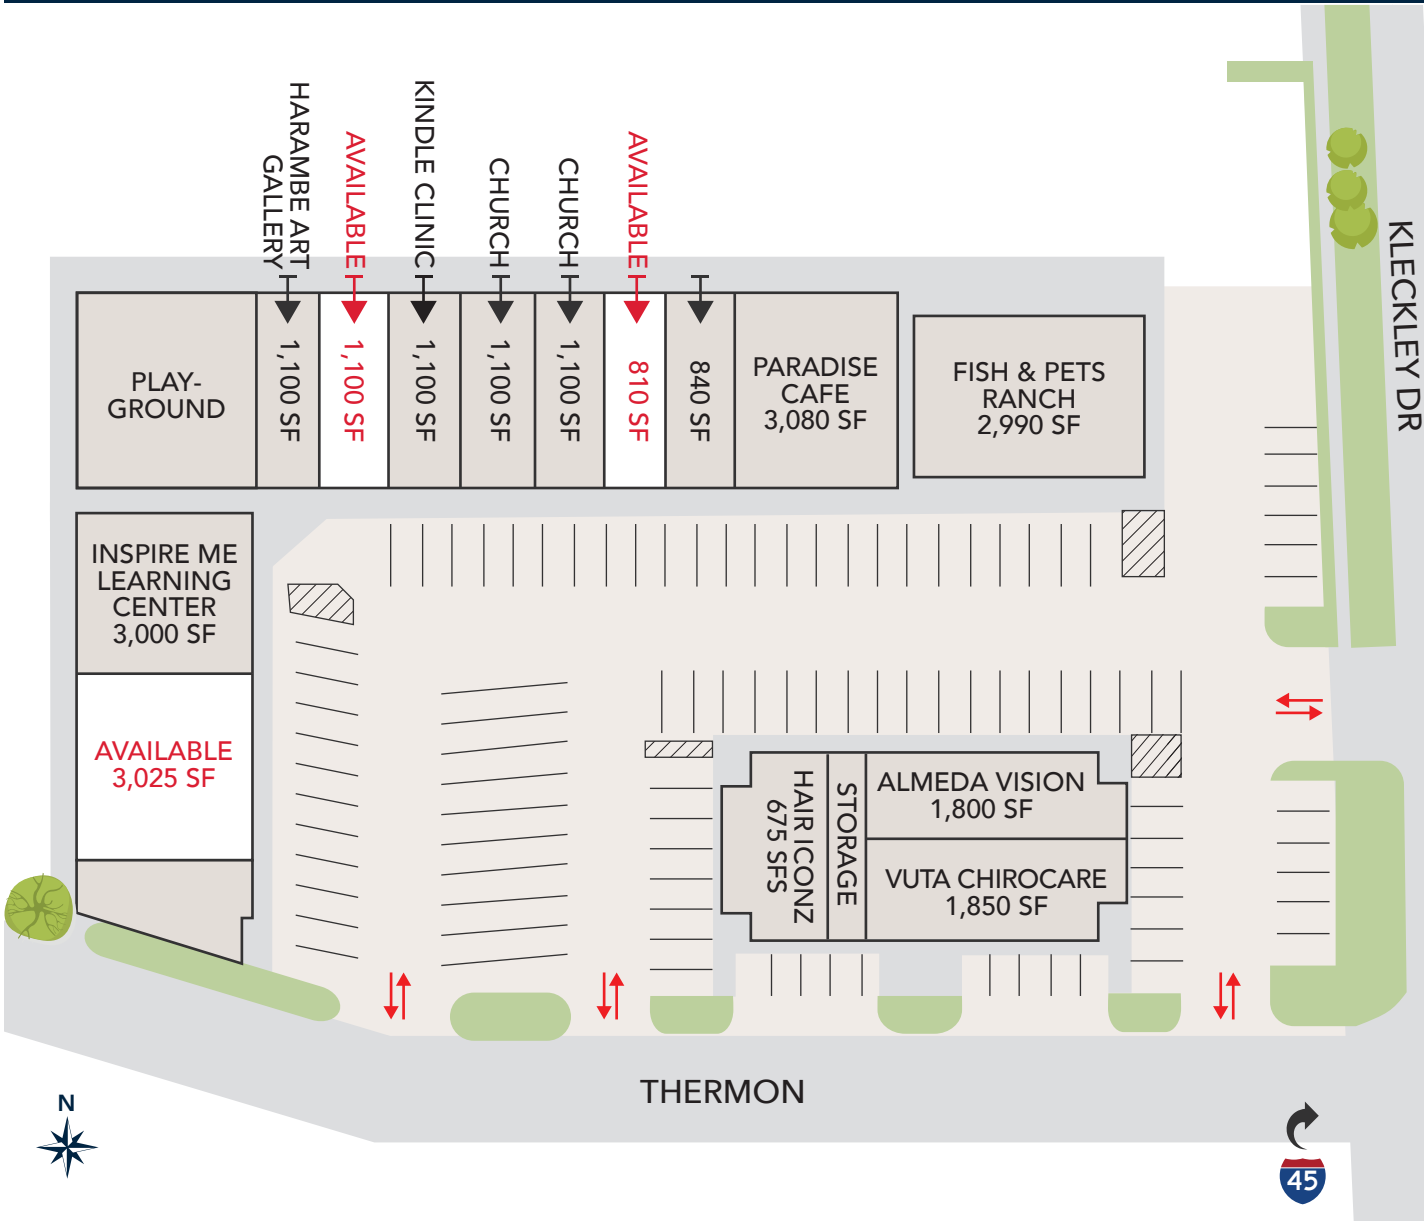 HARAMBE ART
GALLERY
AVAILABLE
KINDLE CLINIC
CHURCH
CHURCH
AVAILABLE
KLECKLEY DR
PLAY-
GROUND
1,100 SF
1,100 SF
1,100 SF
1,100 SF
1,100 SF
810 SF
840 SF
PARADISE
CAFE
3,080 SF
FISH & PETS
RANCH
2,990 SF
INSPIRE ME
LEARNING
CENTER
3,000 SF
AVAILABLE
3,025 SF
HAIR ICONZ
675 SFS
STORAGE
ALMEDA VISION
1,800 SF
VUTA CHIROCARE
1,850 SF
THERMON
N
45